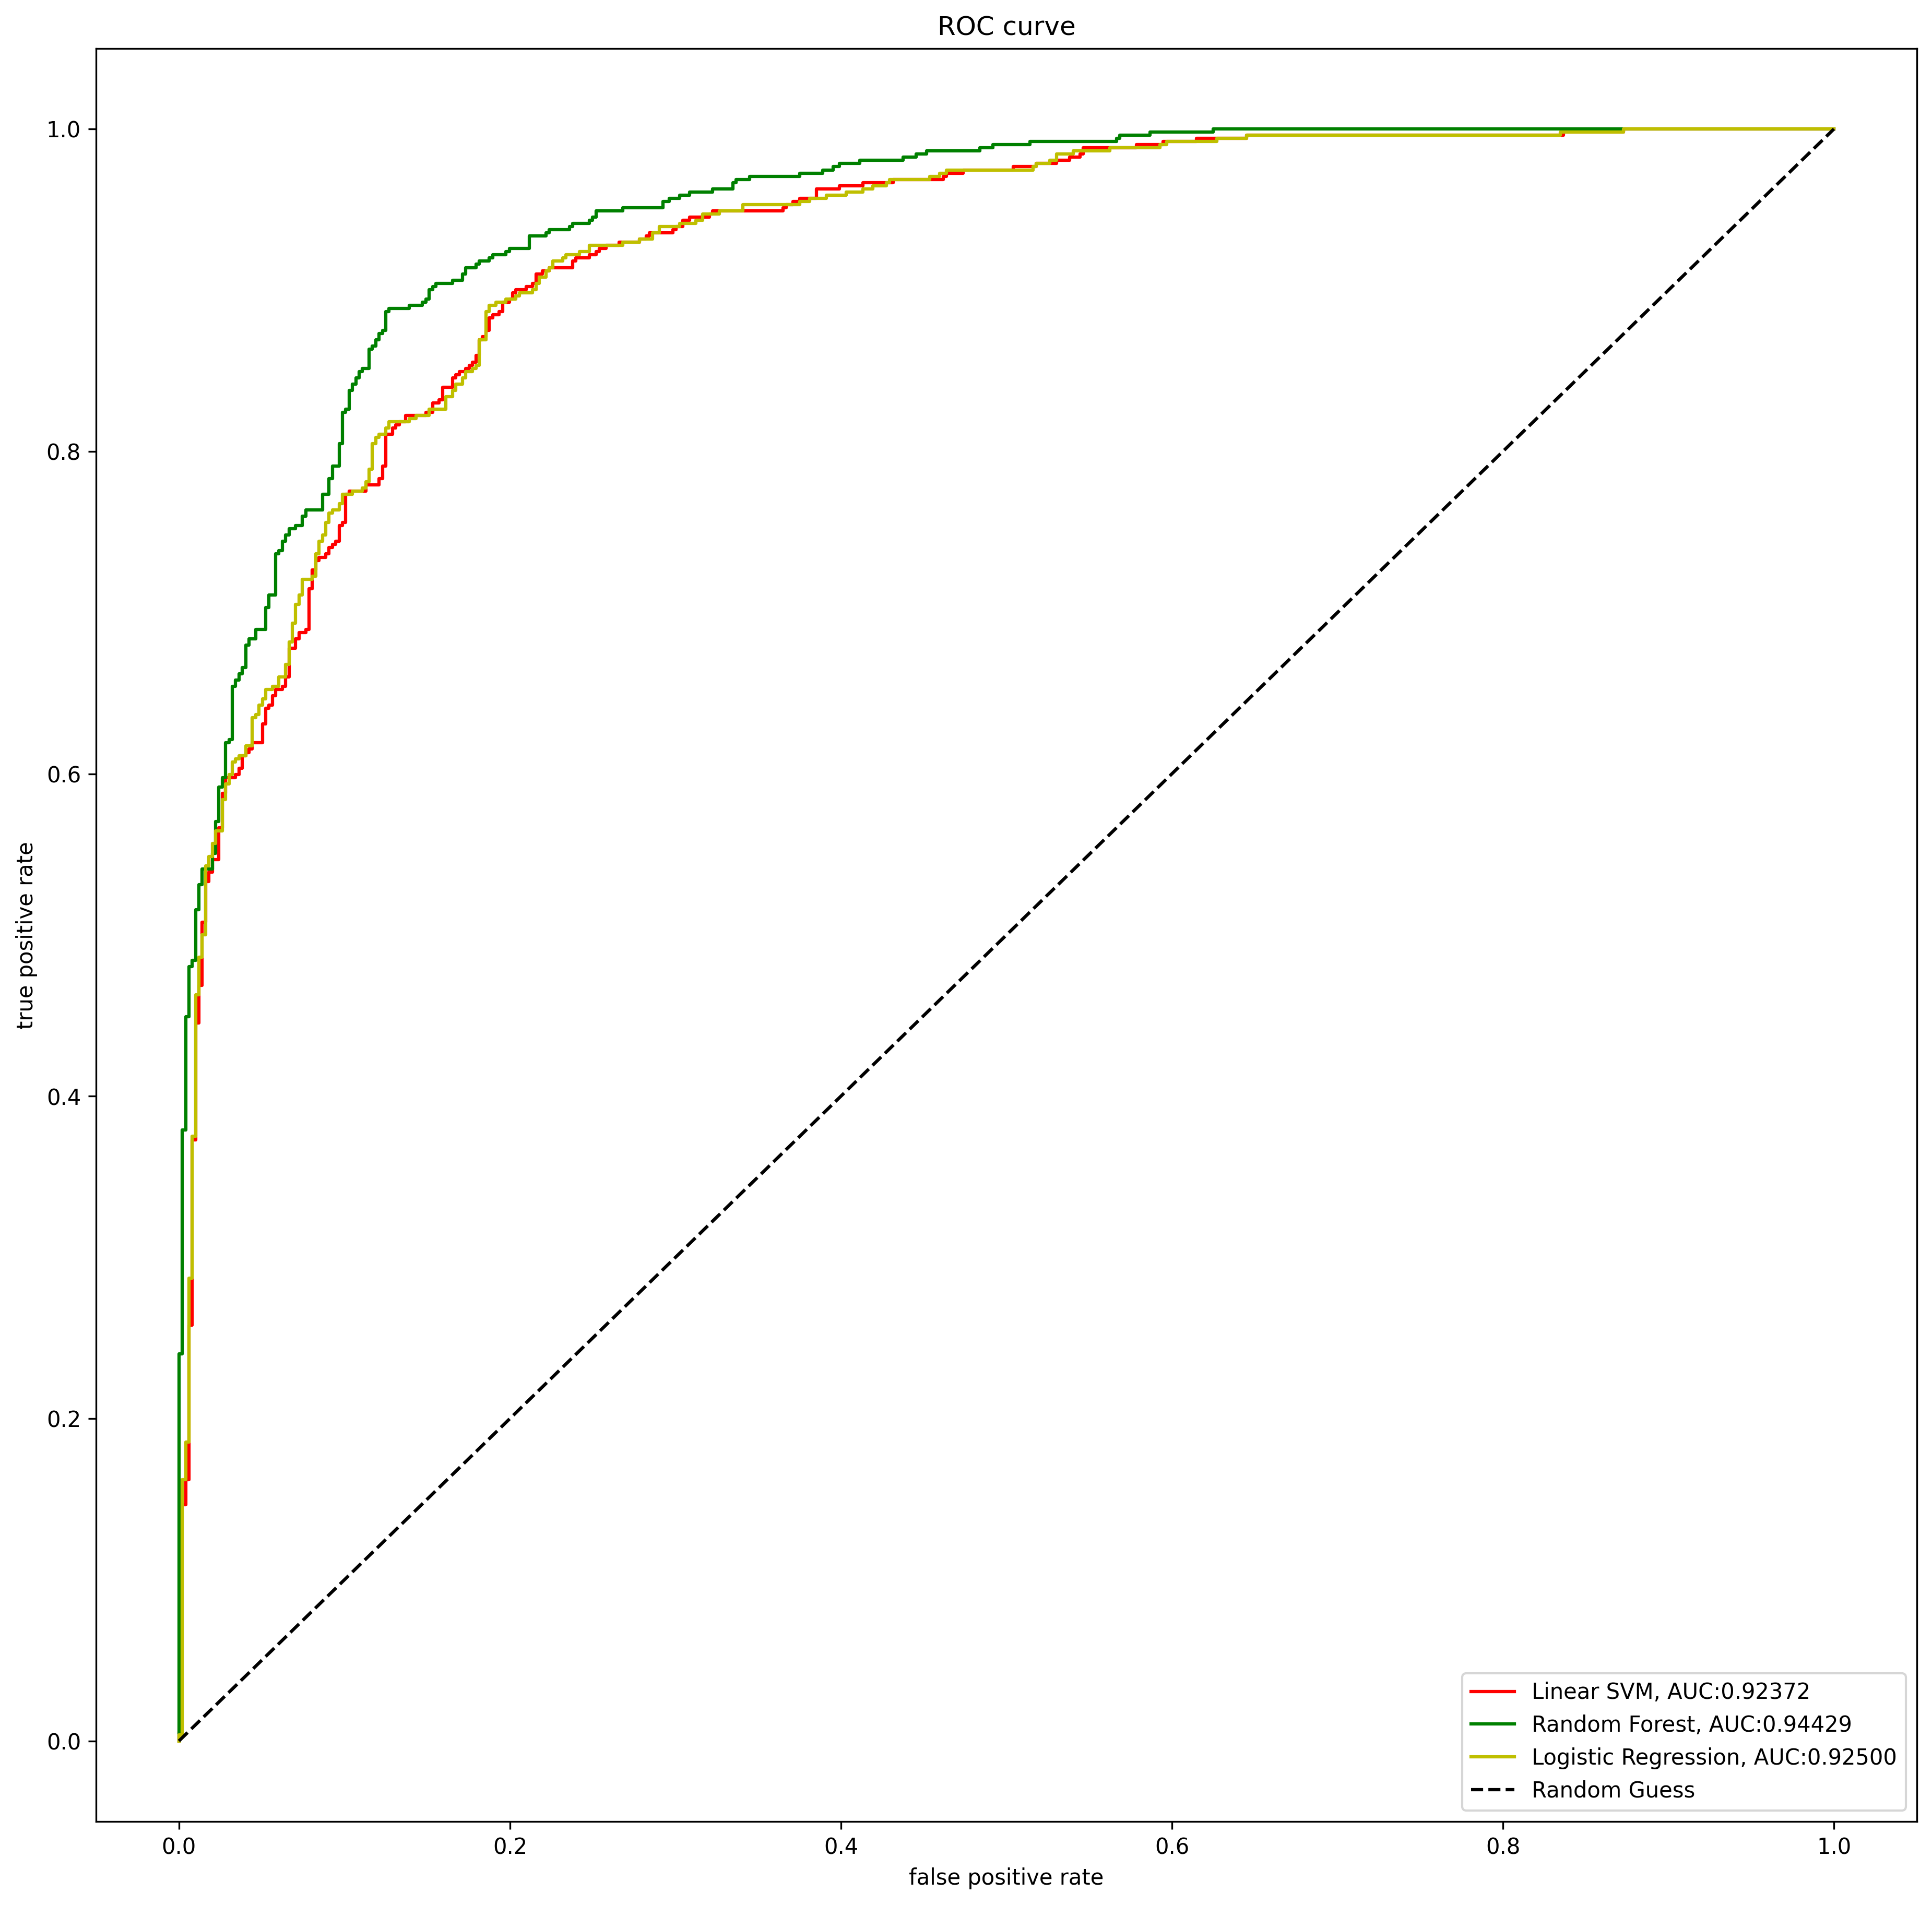 ROC curve
1.0
0.8
0.6
0.4
0.2
0.0
true positive rate
0.0 0.2 0.4 0.6 0.8 1.0
false positive rate
Linear SVM, AUC:0.92372
Random Forest, AUC:0.94429
Logistic Regression, AUC:0.92500
Random Guess